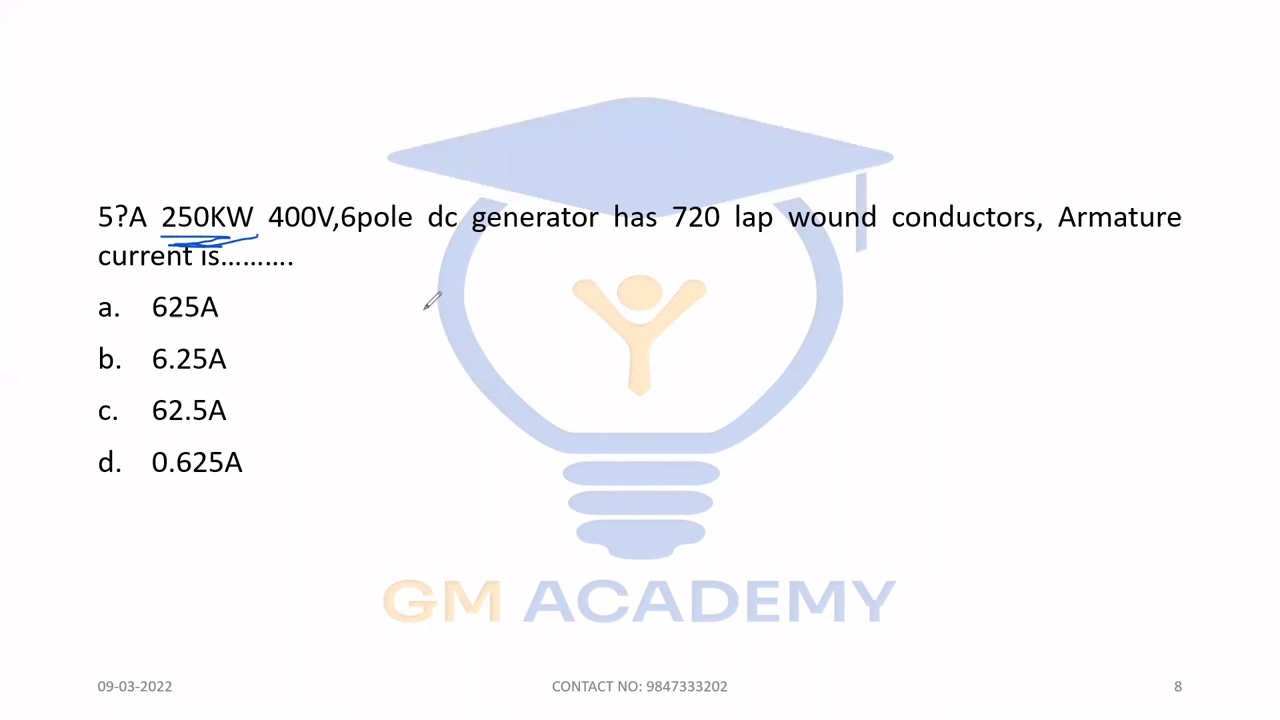 5?A 250KW 400V,6pole dc generator has 720 lap wound conductors, Armature
current is..........
a. 625A
b. 6.25A
c. 62.5A
d. 0.625A
GM ACADEMY
09-03-2022 CONTACT NO: 9847333202 8